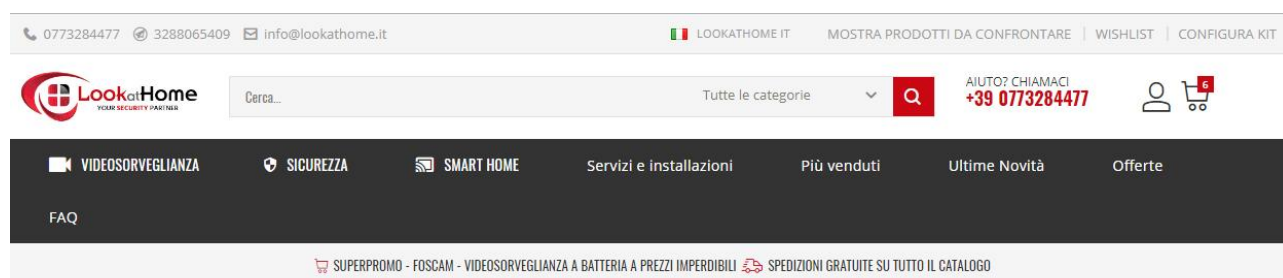 0773284477 3288065409 info@lookathome.it LOOKATHOME IT MOSTRA PRODOTTI DA CONFRONTARE | WISHLIST | CONFIGURA KIT
LookatHome
YOUR SECURITY PARTNER
Cerca... Tutte le categorie
AIUTO? CHIAMACI
+39 0773284477
6
VIDEOSORVEGLIANZA SICUREZZA SMART HOME Servizi e installazioni Più venduti Ultime Novità Offerte
FAQ
SUPERPROMO - FOSCAM - VIDEOSORVEGLIANZA A BATTERIA A PREZZI IMPERDIBILI SPEDIZIONI GRATUITE SU TUTTO IL CATALOGO